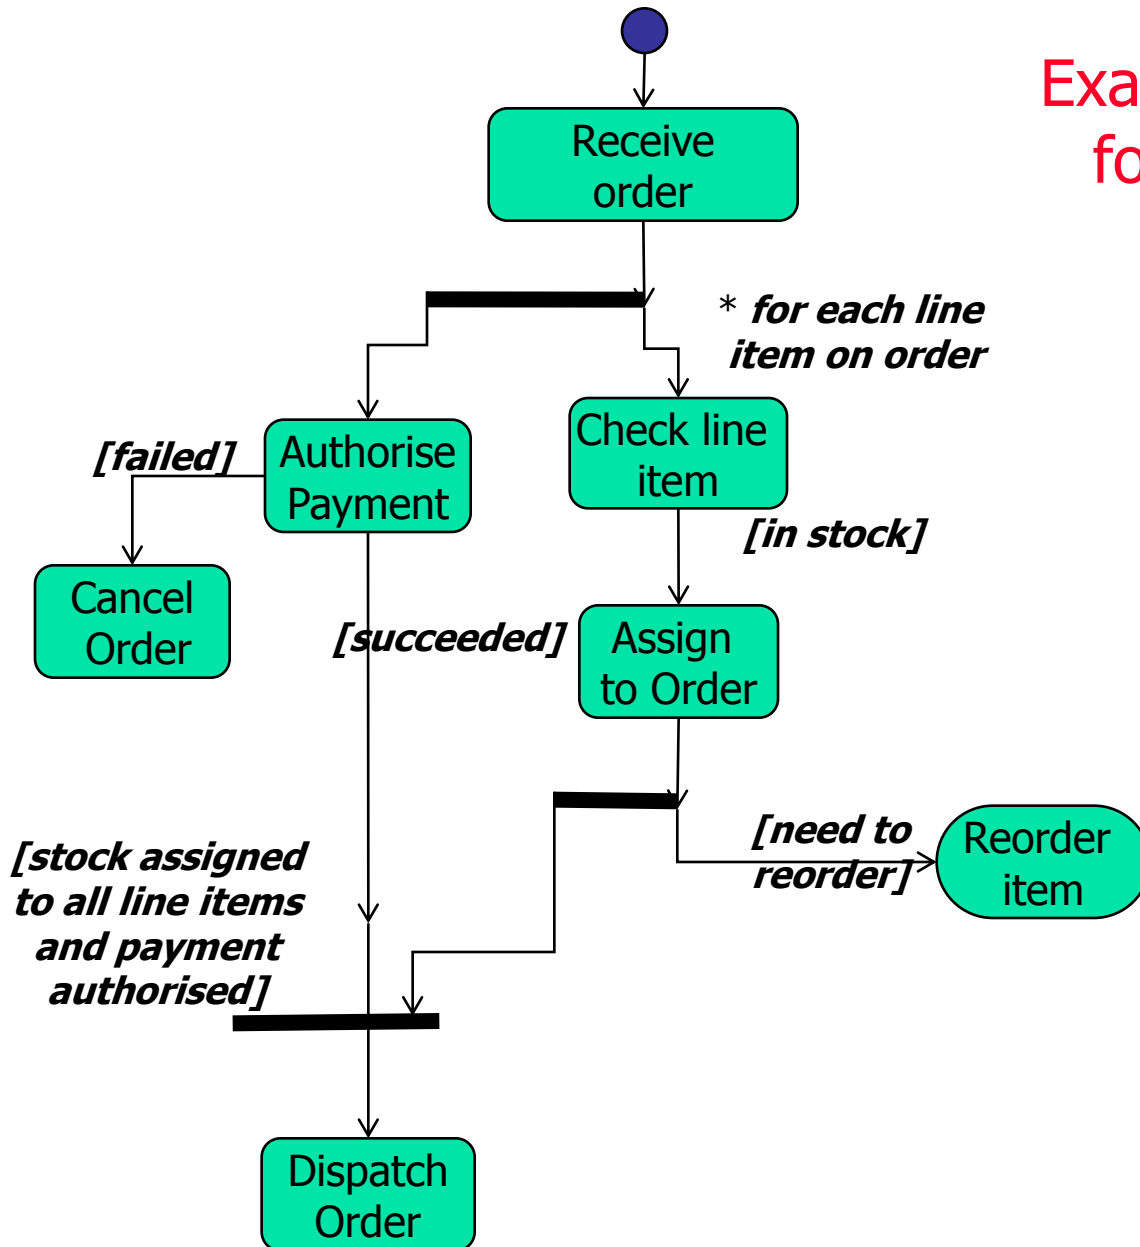 Exa
fo
Receive
order
* for each line
item on order
Check line
item
Authorise
Payment
[failed]
[in stock]
Cancel
Order
[succeeded]
Assign
to Order
[need to
reorder]
Reorder
item
[stock assigned
to all line items
and payment
authorised]
Dispatch
Order